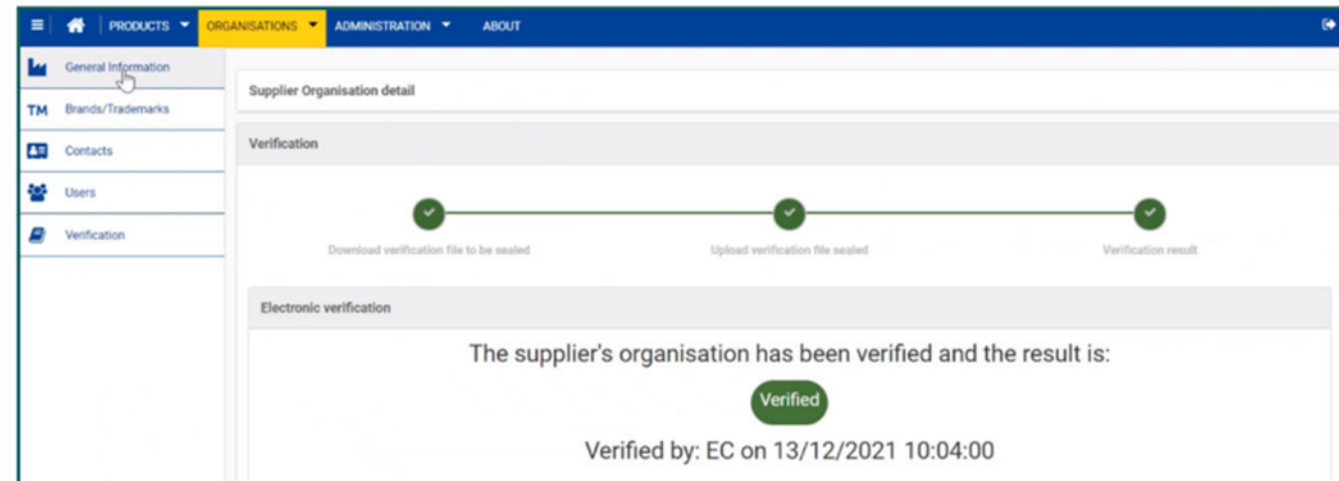 PRODUCTS ORGANISATIONS ADMINISTRATION ABOUT
General Information
TM Brands/Trademarks
Contacts
Users
Verification
Supplier Organisation detail
Verification
Download verification file to be sealed
Upload verification file sealed
Verification result
Electronic verification
The supplier's organisation has been verified and the result is:
Verified
Verified by: EC on 13/12/2021 10:04:00